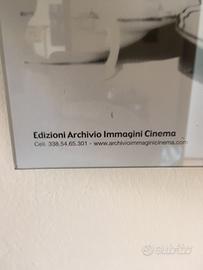 Edizioni Archivio Immagini Cinema
Cell. 338.54.65.301 - www.archivioimmaginicinema.com
subito